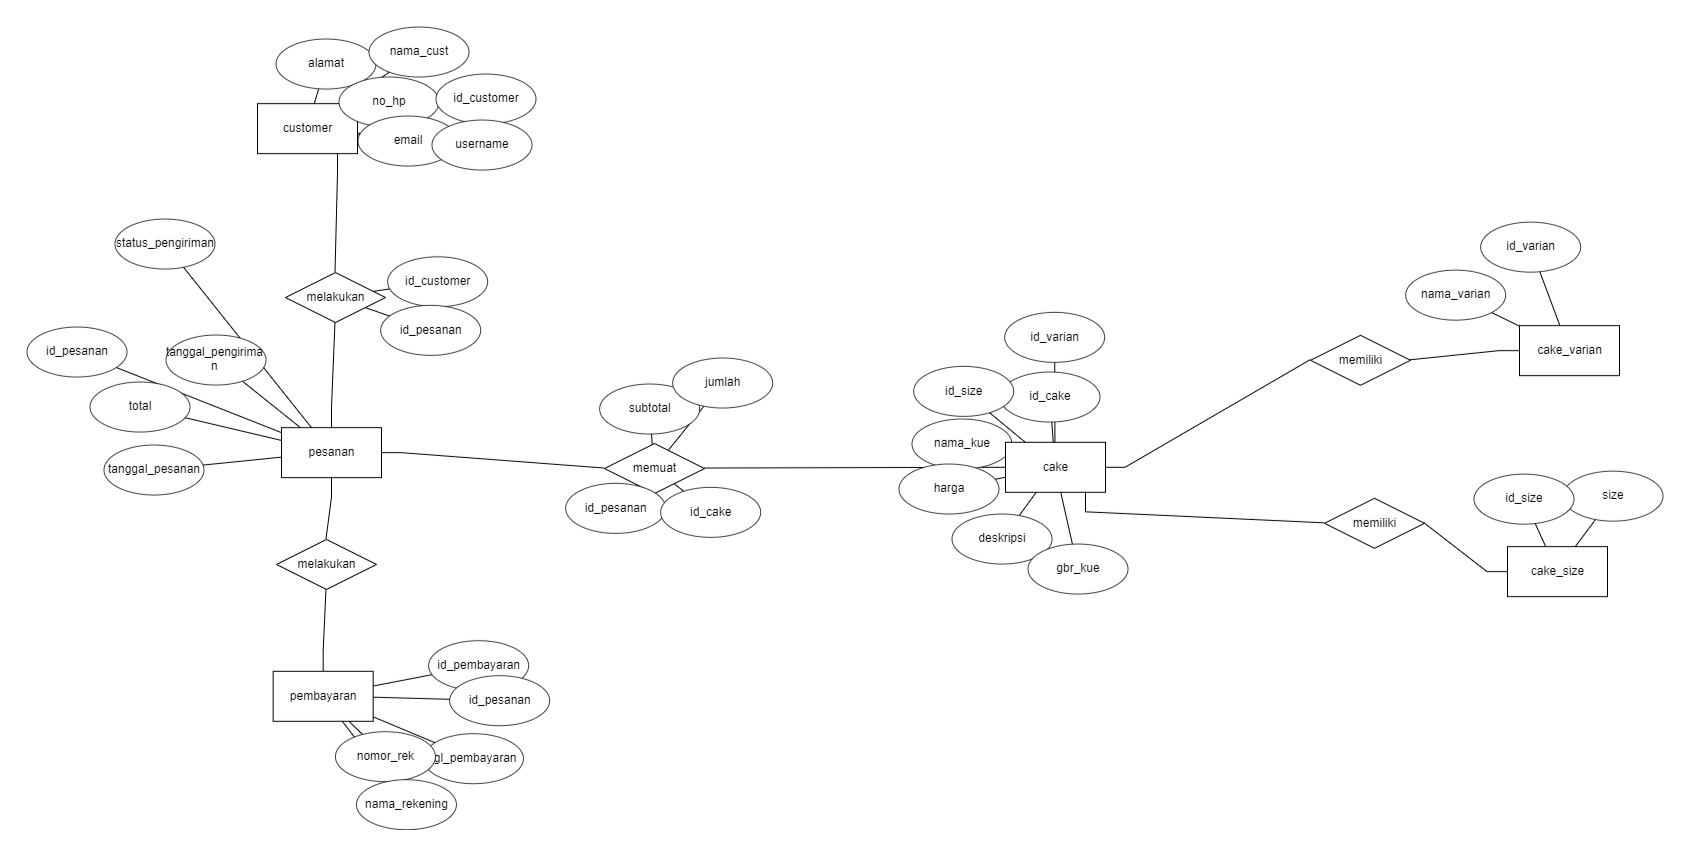 nama_cust
alamat
id_customer
no_hp
customer
email
username
status_pengiriman
id_customer
melakukan
id_pesanan
id_pesanan
tanggal_pengirima
n
total
tanggal_pesanan
pesanan
jumlah
subtotal
memuat
id_pesanan
id_cake
melakukan
id_pembayaran
pembayaran
id_pesanan
nomor_rek
gl_pembayaran
nama_rekening
id_varian
id_size
id_cake
nama_kue
cake
harga
deskripsi
gbr_kue
id_varian
nama_varian
memiliki
cake_varian
id_size
size
memiliki
cake_size